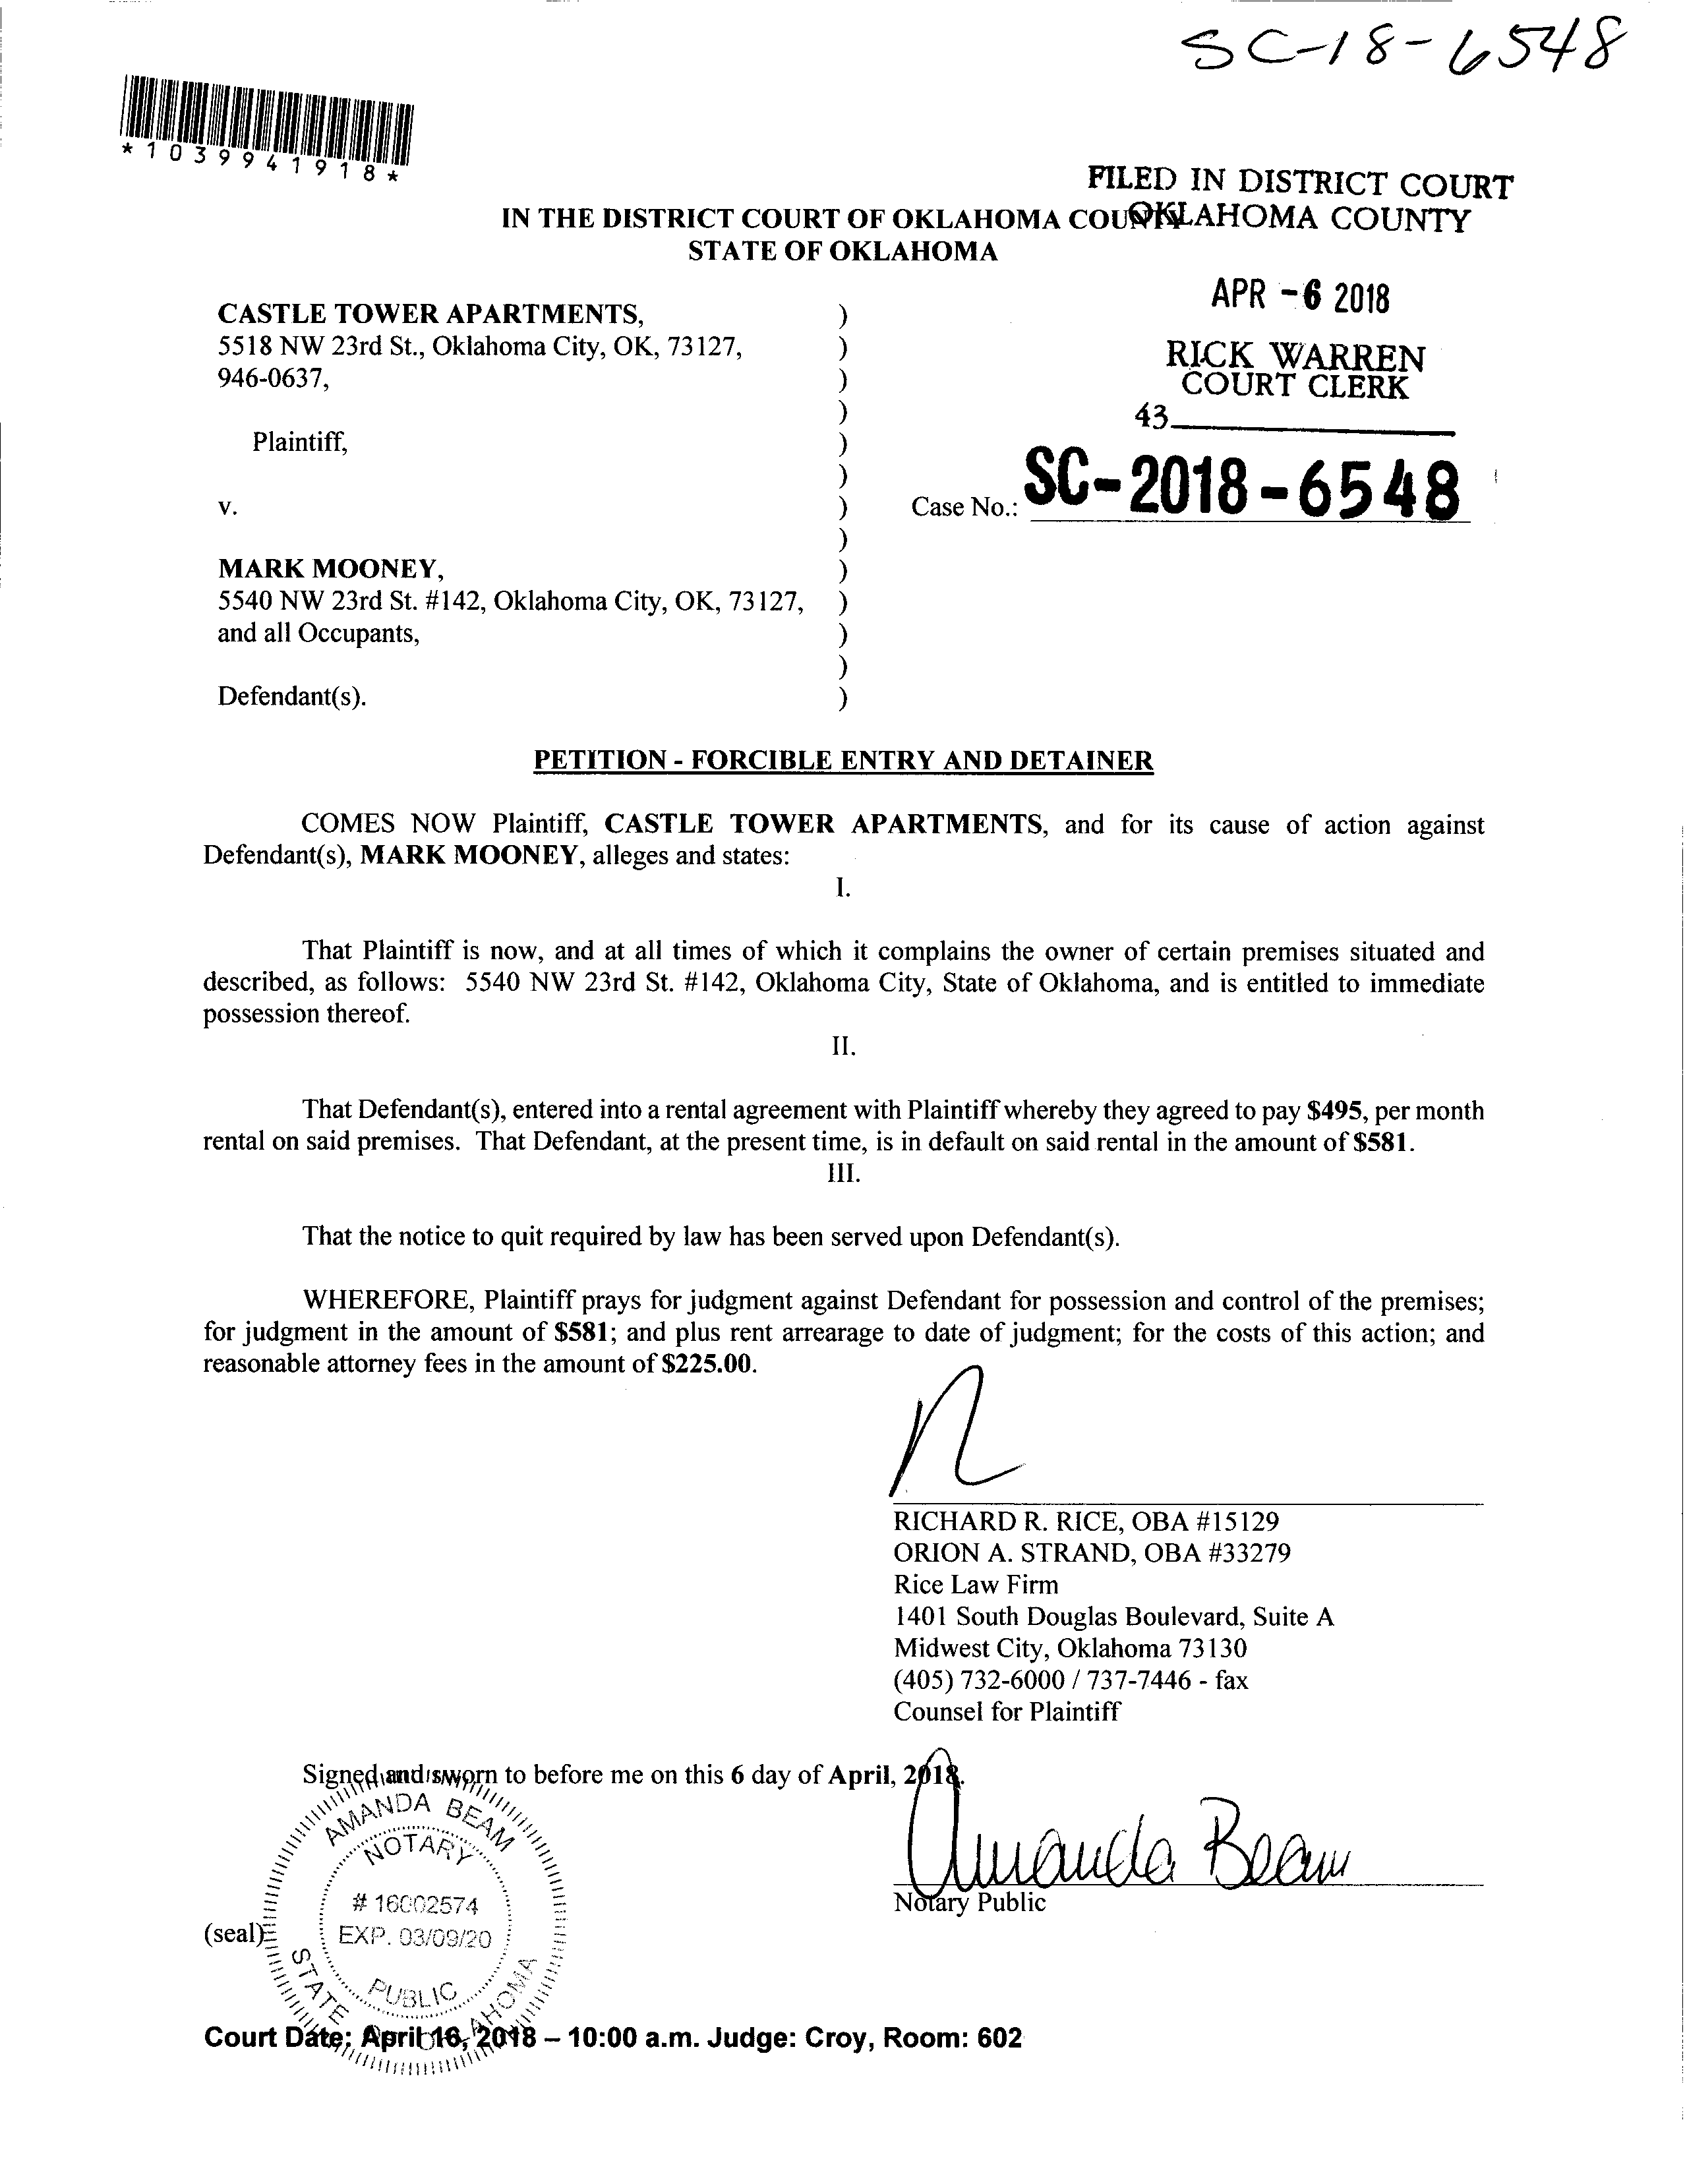 SC-18-6548
*1039941918*
FILED IN DISTRICT COURT
OKLAHOMA COUNTY
IN THE DISTRICT COURT OF OKLAHOMA COUNTY
STATE OF OKLAHOMA
APR -6 2018
RICK WARREN
COURT CLERK
43
CASTLE TOWER APARTMENTS, )
5518 NW 23rd St., Oklahoma City, OK, 73127, )
946-0637, )
)
Plaintiff, )
)
v. ) Case No.: SC-2018-6548
)
MARK MOONEY, )
5540 NW 23rd St. #142, Oklahoma City, OK, 73127, )
and all Occupants, )
)
Defendant(s). )
PETITION - FORCIBLE ENTRY AND DETAINER
COMES NOW Plaintiff, CASTLE TOWER APARTMENTS, and for its cause of action against
Defendant(s), MARK MOONEY, alleges and states:
I.
That Plaintiff is now, and at all times of which it complains the owner of certain premises situated and
described, as follows: 5540 NW 23rd St. #142, Oklahoma City, State of Oklahoma, and is entitled to immediate
possession thereof.
II.
That Defendant(s), entered into a rental agreement with Plaintiff whereby they agreed to pay $495, per month
rental on said premises. That Defendant, at the present time, is in default on said rental in the amount of $581.
III.
That the notice to quit required by law has been served upon Defendant(s).
WHEREFORE, Plaintiff prays for judgment against Defendant for possession and control of the premises;
for judgment in the amount of $581; and plus rent arrearage to date of judgment; for the costs of this action; and
reasonable attorney fees in the amount of $225.00.
RICHARD R. RICE, OBA #15129
ORION A. STRAND, OBA #33279
Rice Law Firm
1401 South Douglas Boulevard, Suite A
Midwest City, Oklahoma 73130
(405) 732-6000 / 737-7446 - fax
Counsel for Plaintiff
Signed and sworn to before me on this 6 day of April, 2018.
Amanda Beam
Notary Public
(seal)
AMANDA BEAM
NOTARY
# 16002574
EXP. 03/09/20
PUBLIC
STATE OF OKLAHOMA
Court Date: April 16, 2018 – 10:00 a.m. Judge: Croy, Room: 602